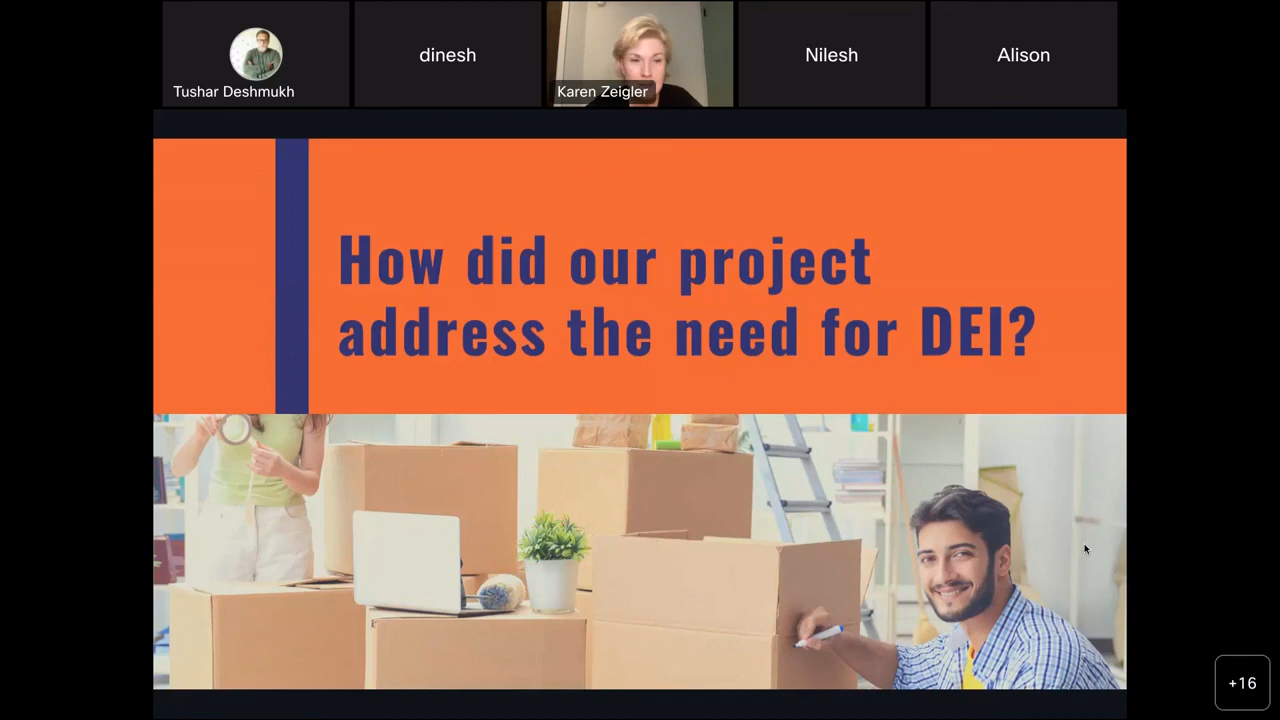 Tushar Deshmukh
dinesh
Karen Zeigler
Nilesh
Alison
How did our project
address the need for DEI?
+16